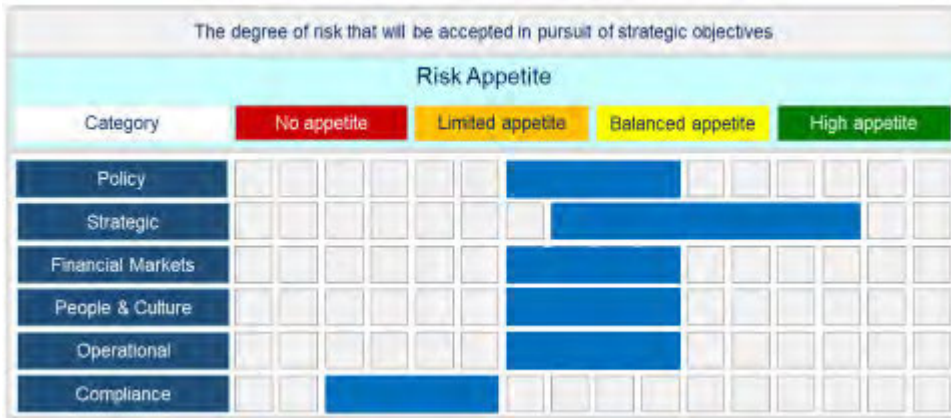 The degree of risk that will be accepted in pursuit of strategic objectives
Risk Appetite
Category No appetite Limited appetite Balanced appetite High appetite
Policy
Strategic
Financial Markets
People & Culture
Operational
Compliance